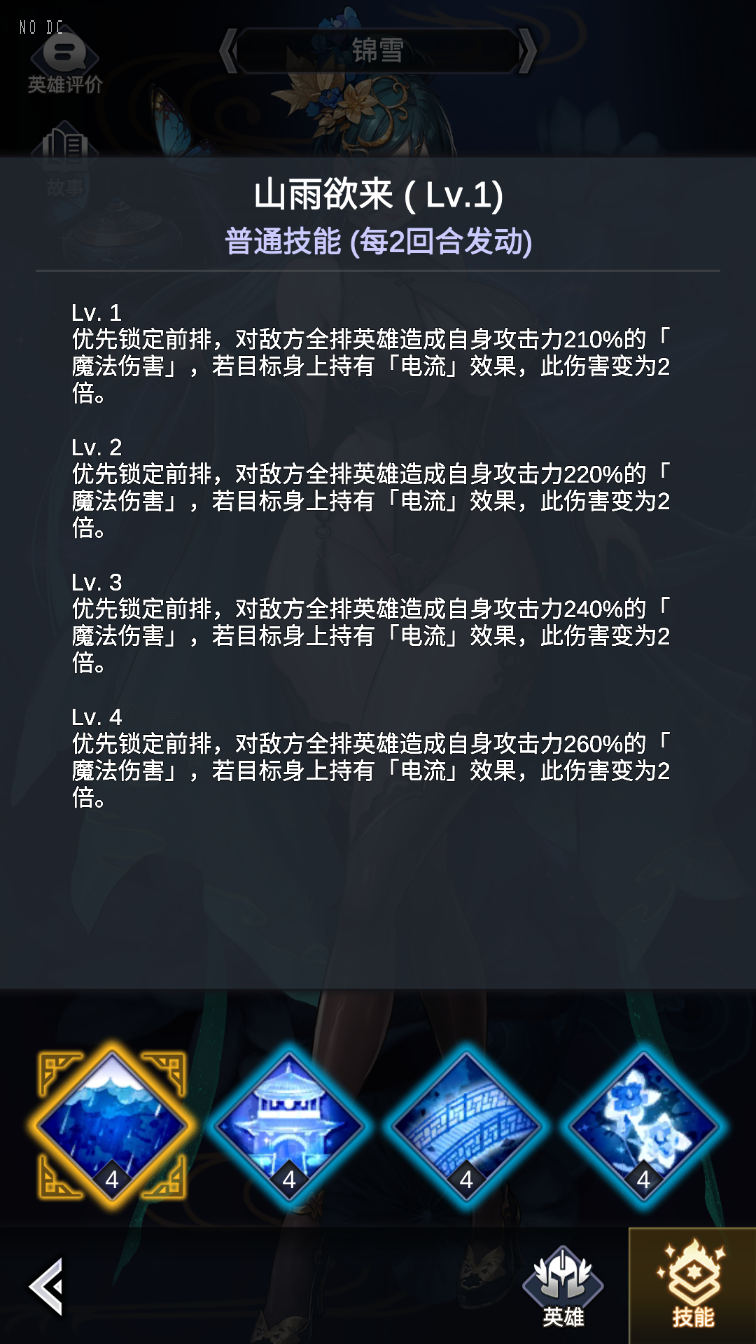 NO DC
锦雪
英雄评价
故事
山雨欲来 ( Lv.1)
普通技能 (每2回合发动)
Lv. 1
优先锁定前排，对敌方全排英雄造成自身攻击力210%的「
魔法伤害」，若目标身上持有「电流」效果，此伤害变为2
倍。
Lv. 2
优先锁定前排，对敌方全排英雄造成自身攻击力220%的「
魔法伤害」，若目标身上持有「电流」效果，此伤害变为2
倍。
Lv. 3
优先锁定前排，对敌方全排英雄造成自身攻击力240%的「
魔法伤害」，若目标身上持有「电流」效果，此伤害变为2
倍。
Lv. 4
优先锁定前排，对敌方全排英雄造成自身攻击力260%的「
魔法伤害」，若目标身上持有「电流」效果，此伤害变为2
倍。
4 4 4 4
英雄 技能